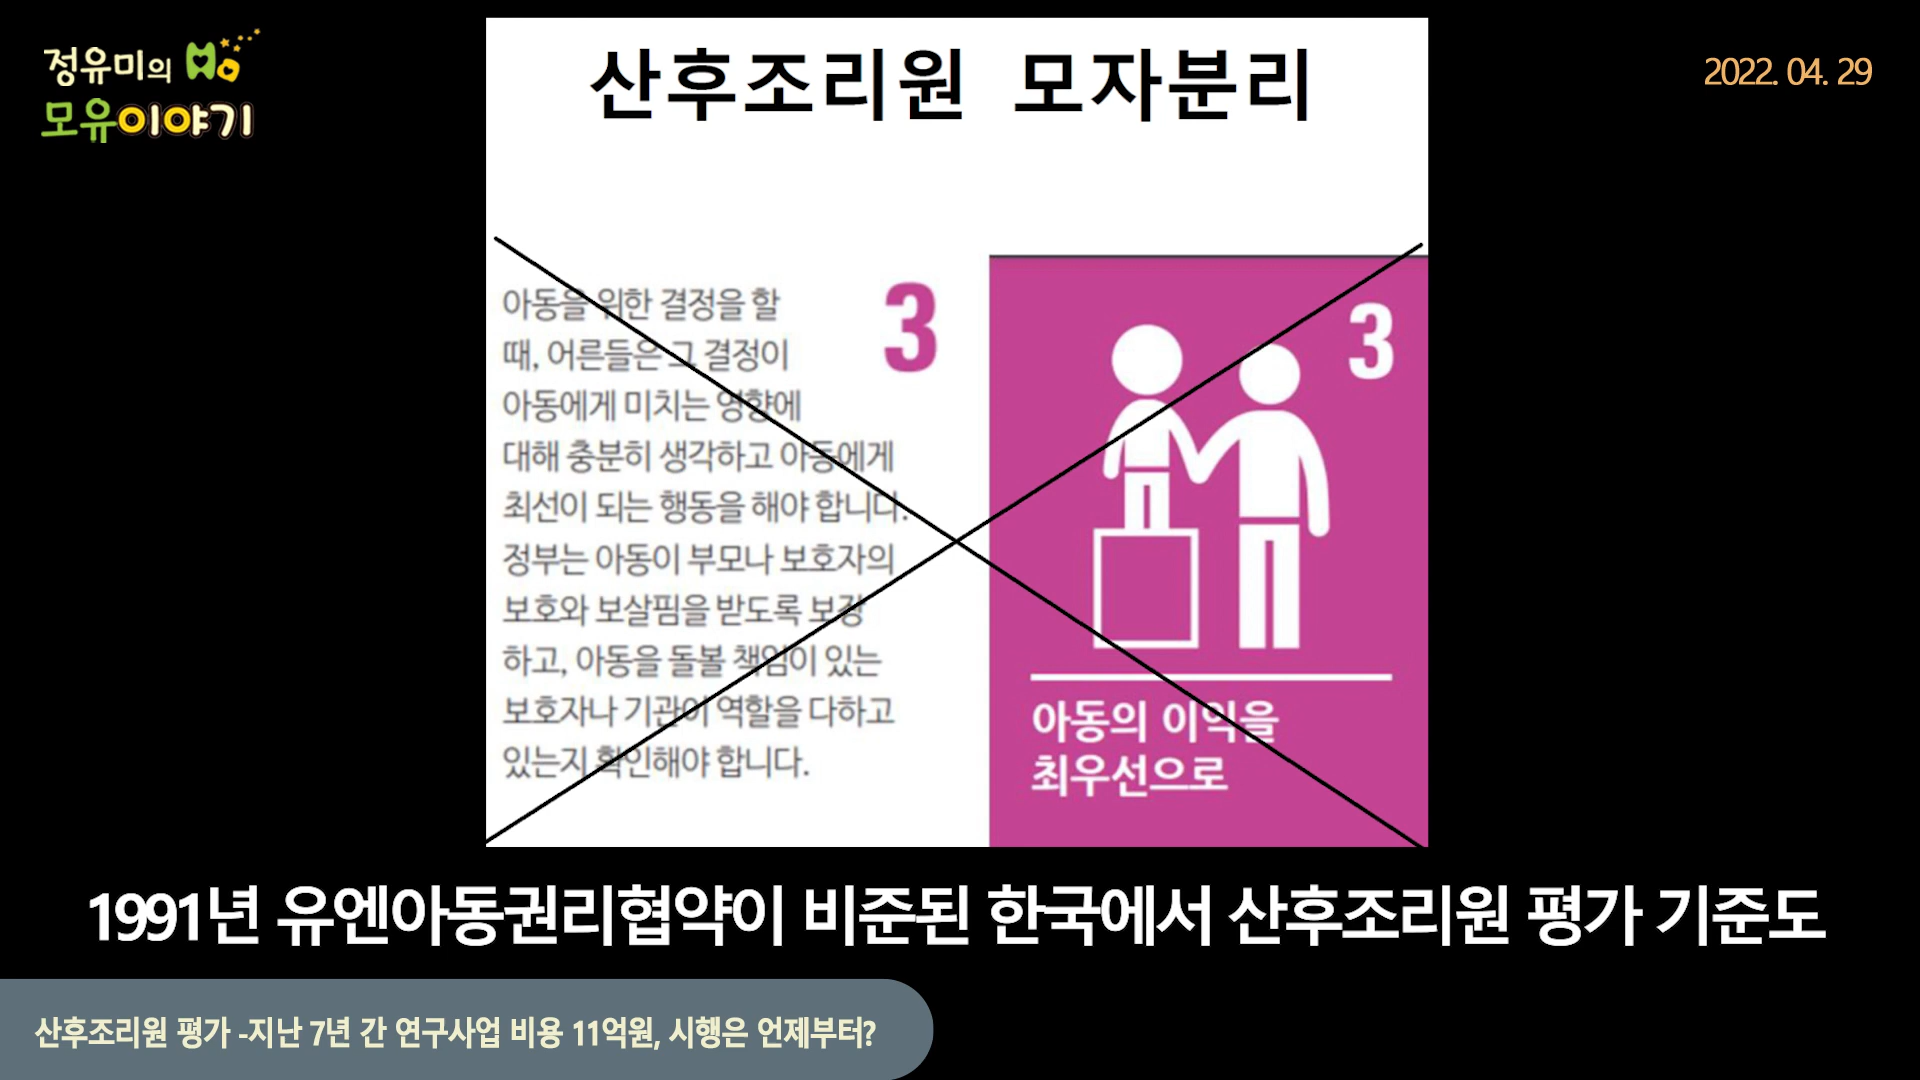 정유미의
모유이야기
2022. 04. 29
산후조리원 모자분리
아동을 위한 결정을 할
때, 어른들은 그 결정이
아동에게 미치는 영향에
대해 충분히 생각하고 아동에게
최선이 되는 행동을 해야 합니다.
정부는 아동이 부모나 보호자의
보호와 보살핌을 받도록 보장
하고, 아동을 돌볼 책임이 있는
보호자나 기관이 역할을 다하고
있는지 확인해야 합니다.
3
3
아동의 이익을
최우선으로
1991년 유엔아동권리협약이 비준된 한국에서 산후조리원 평가 기준도
산후조리원 평가 -지난 7년 간 연구사업 비용 11억원, 시행은 언제부터?